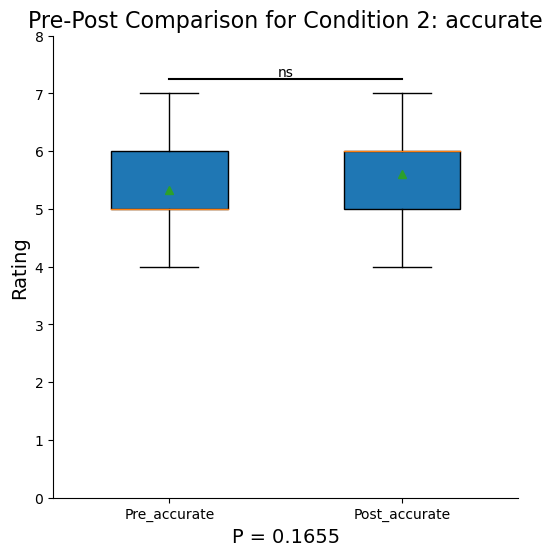 Pre-Post Comparison for Condition 2: accurate
8
7
6
5
4
3
2
1
0
Rating
ns
Pre_accurate Post_accurate
P = 0.1655